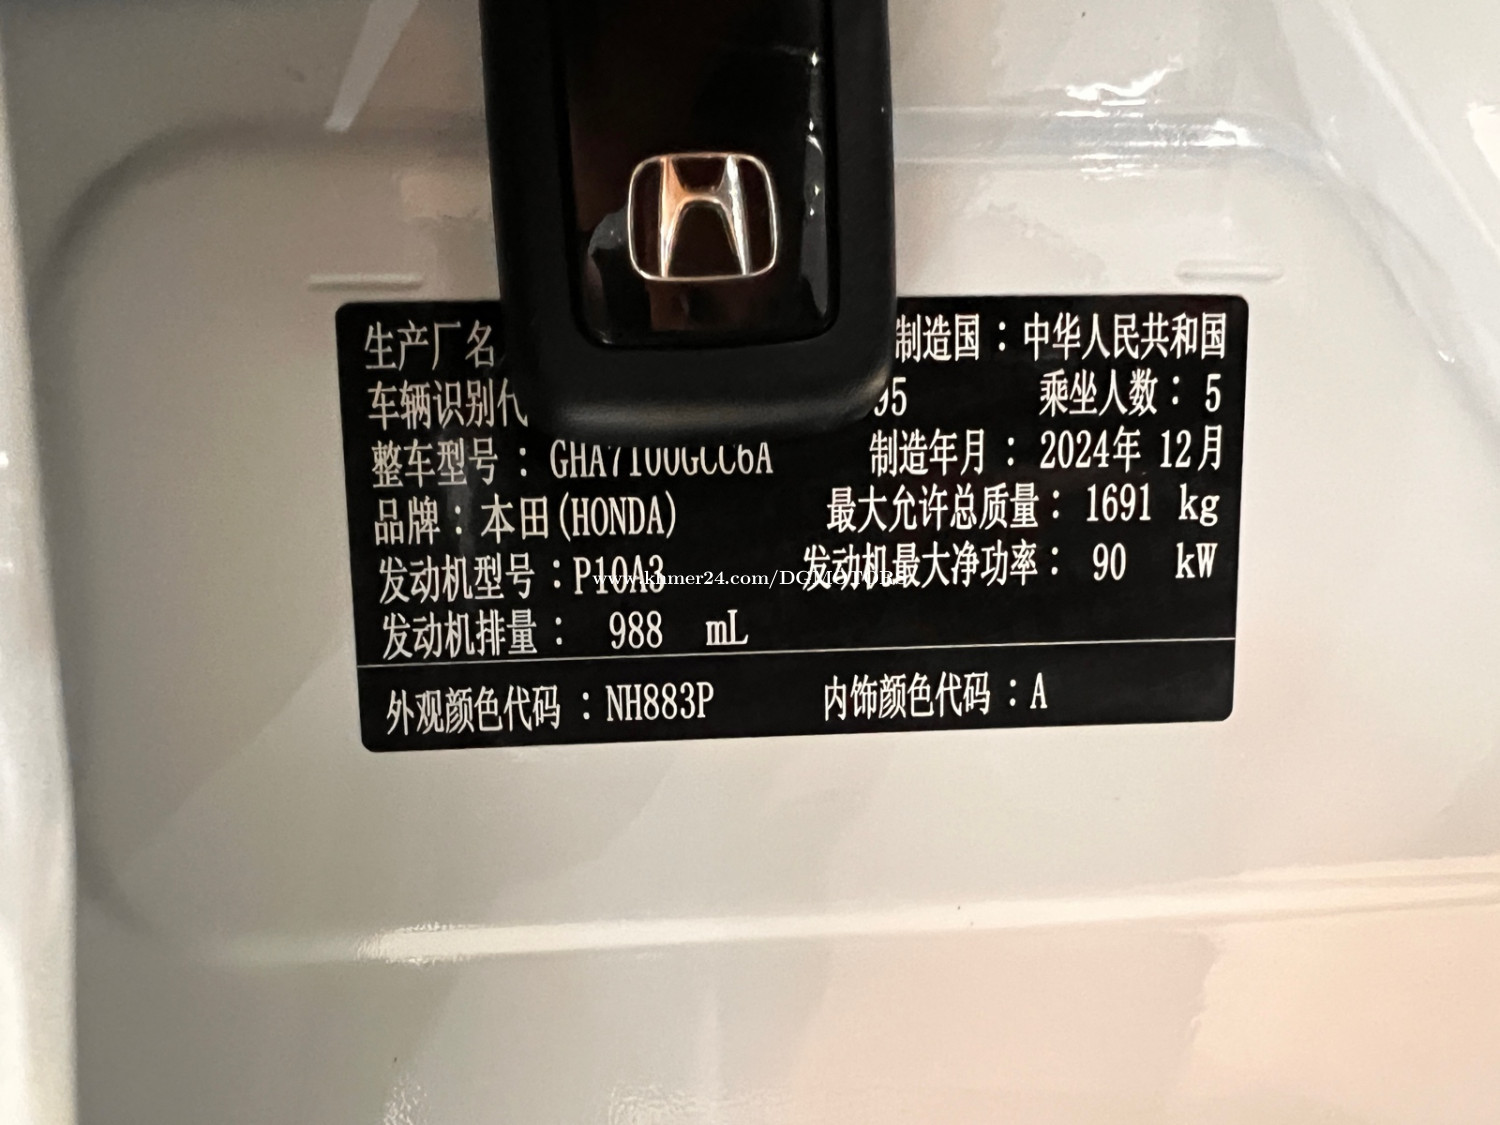 生产厂名 制造国：中华人民共和国
车辆识别代 95 乘坐人数：5
整车型号：GHA7100GCC6A 制造年月：2024年 12月
品牌：本田(HONDA) 最大允许总质量：1691 kg
发动机型号：P10A3 发动机最大净功率：90 kW
www.khmer24.com/DGMOTORS
发动机排量：988 mL
外观颜色代码：NH883P 内饰颜色代码：A